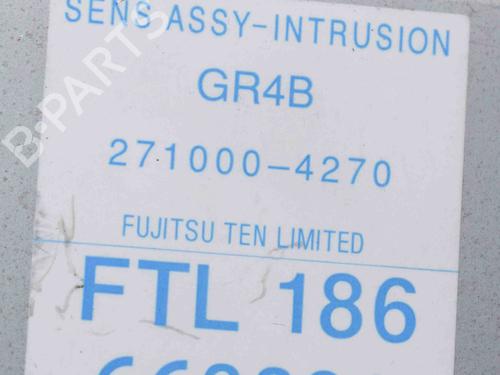 SENS ASSY-INTRUSION
GR4B
271000-4270
FUJITSU TEN LIMITED
FTL 186
B-PARTS